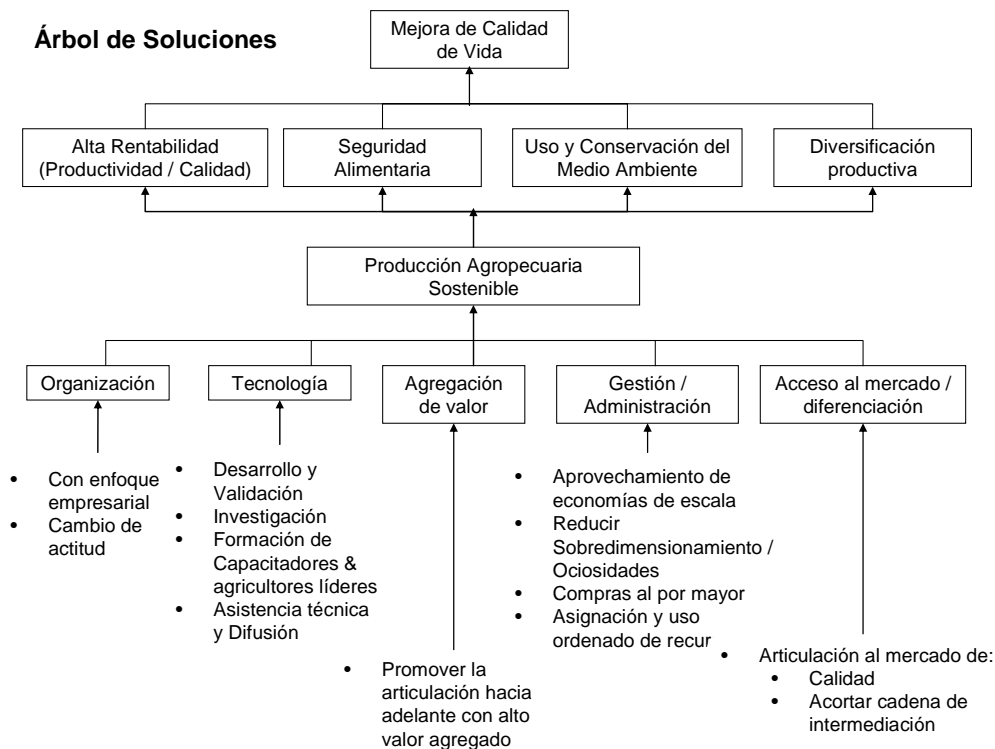 Árbol de Soluciones
Mejora de Calidad
de Vida
Alta Rentabilidad
(Productividad / Calidad)
Seguridad
Alimentaria
Uso y Conservación del
Medio Ambiente
Diversificación
productiva
Producción Agropecuaria
Sostenible
Organización
Tecnología
Agregación
de valor
Gestión /
Administración
Acceso al mercado /
diferenciación
• Con enfoque
empresarial
• Cambio de
actitud
• Desarrollo y
Validación
• Investigación
• Formación de
Capacitadores &
agricultores líderes
• Asistencia técnica
y Difusión
• Promover la
articulación hacia
adelante con alto
valor agregado
• Aprovechamiento de
economías de escala
• Reducir
Sobredimensionamiento /
Ociosidades
• Compras al por mayor
• Asignación y uso
ordenado de recur
• Articulación al mercado de:
• Calidad
• Acortar cadena de
intermediación